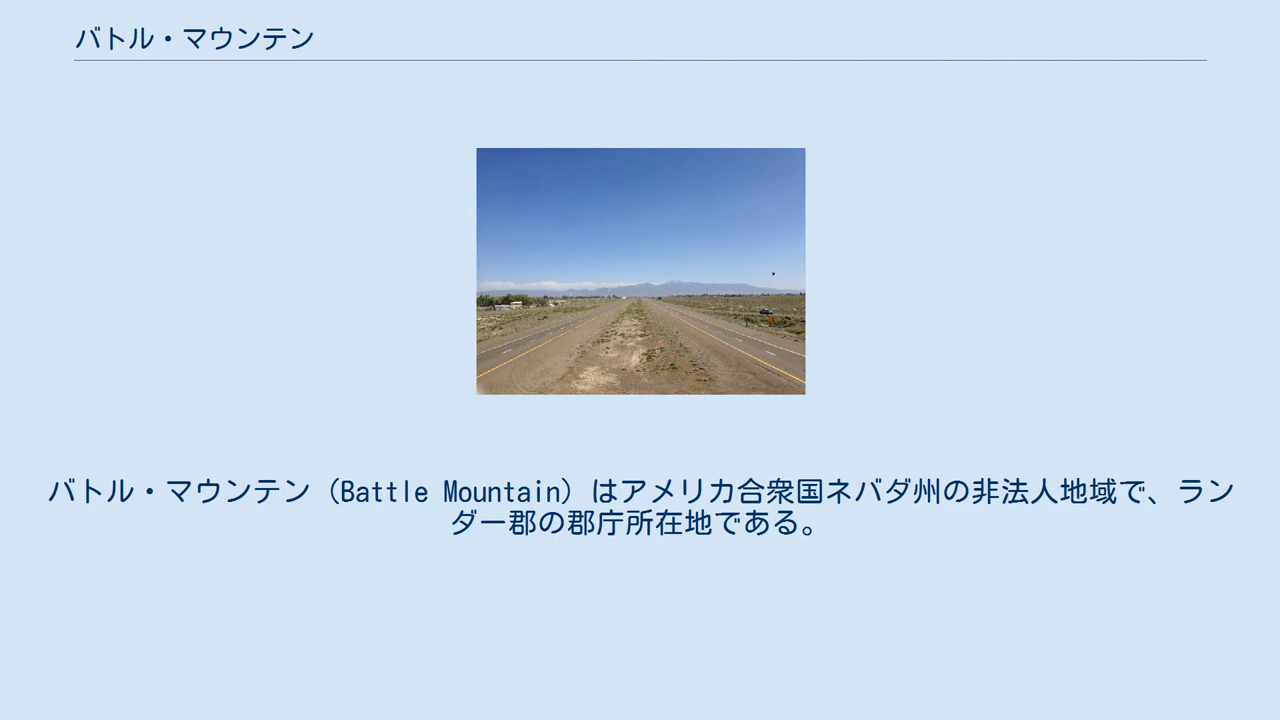 バトル・マウンテン
バトル・マウンテン（Battle Mountain）はアメリカ合衆国ネバダ州の非法人地域で、ラン
ダー郡の郡庁所在地である。